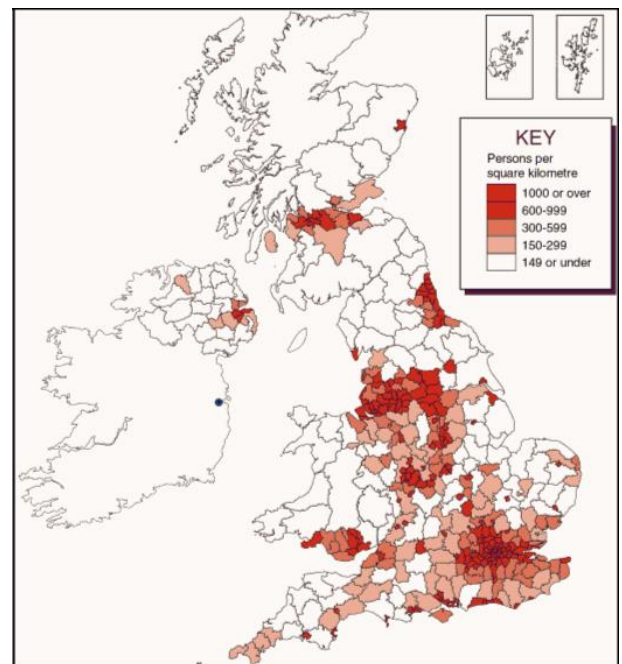 KEY
Persons per
square kilometre
1000 or over
600-999
300-599
150-299
149 or under